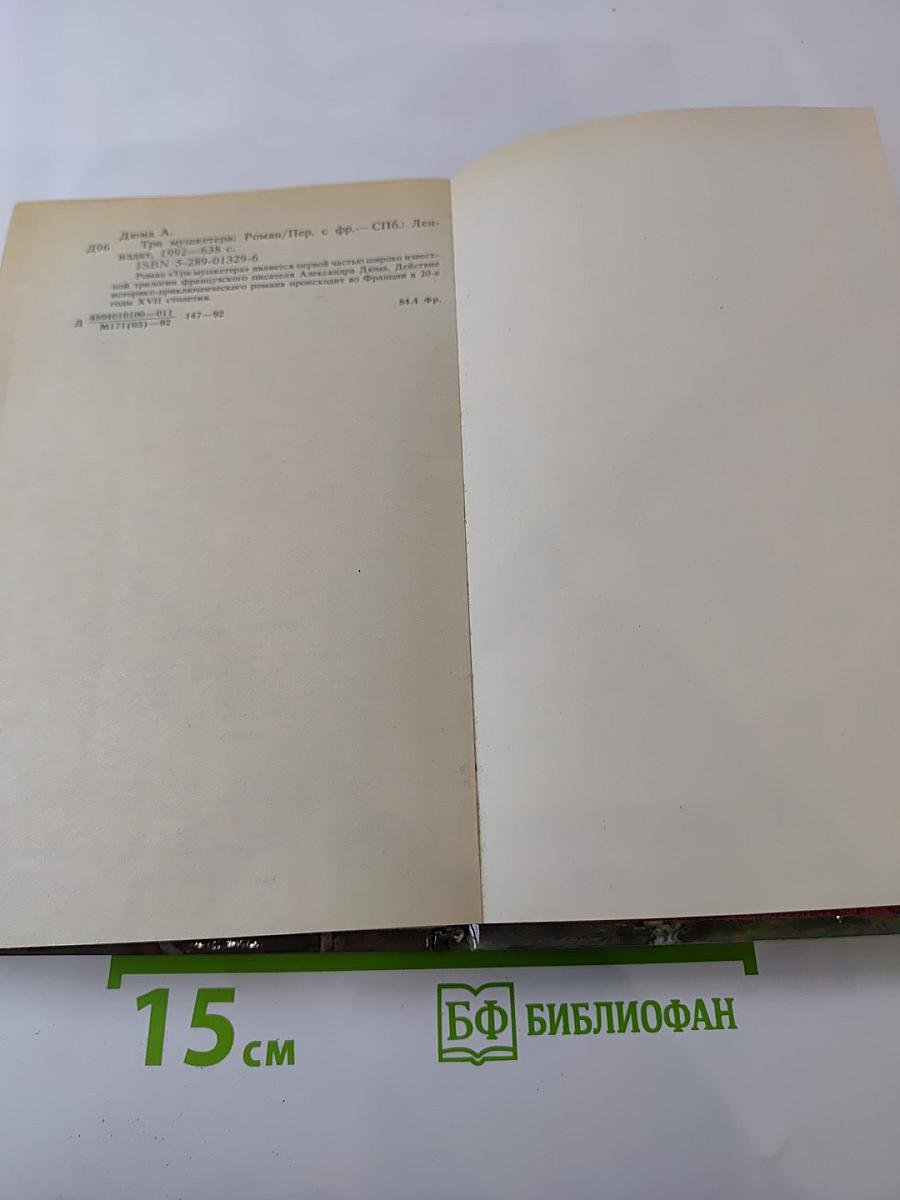 Дюма А.
Д96 Три мушкетера: Роман/Пер. с фр.— СПб.: Лен-
издат, 1992—638 с.
ISBN 5-289-01329-6
Роман «Три мушкетера» является первой частью широко извест-
ной трилогии французского писателя Александра Дюма. Действие
историко-приключенческого романа происходит во Франции в 20-е
годы XVII столетия.
84.4 Фр.
Д 4804010100—011
М171(03)—92 147—92
15 см
БФ БИБЛИОФАН